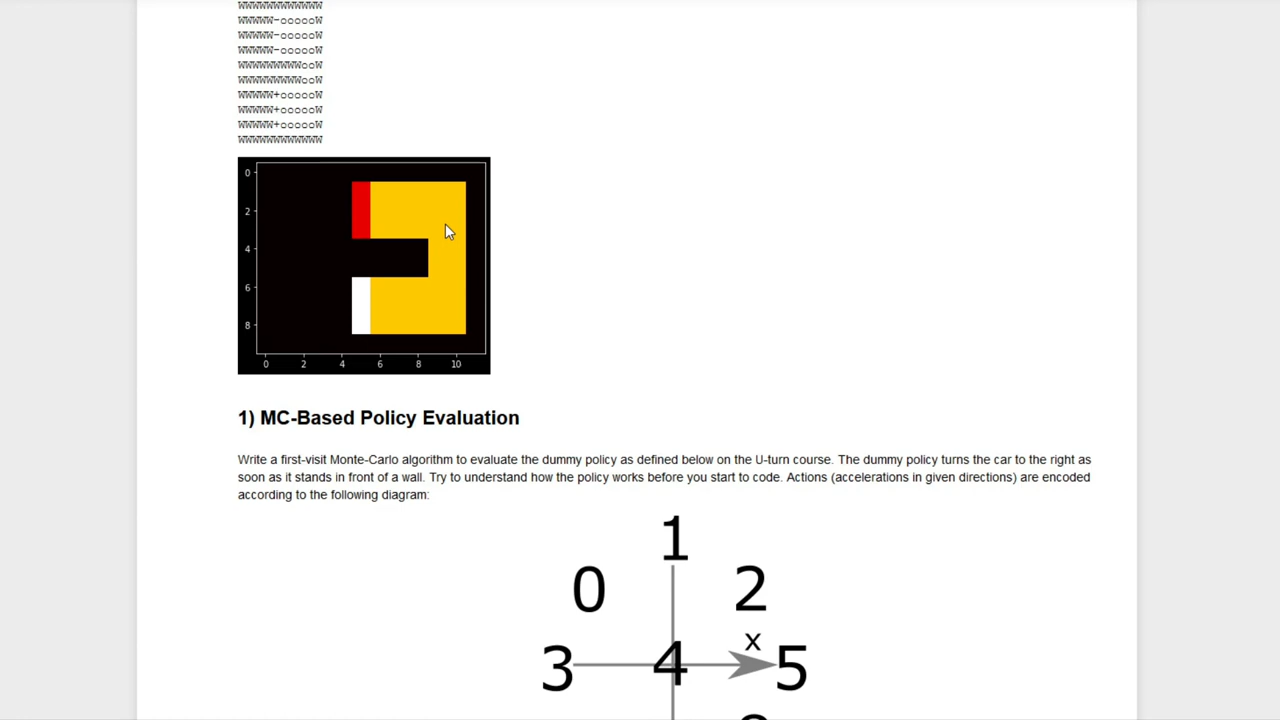 WWWWWWWWWWWW
WWWWW-oooooW
WWWWW-oooooW
WWWWW-oooooW
WWWWWWWWWooW
WWWWWWWWWooW
WWWWW+oooooW
WWWWW+oooooW
WWWWW+oooooW
WWWWWWWWWWWW
0
2
4
6
8
0 2 4 6 8 10
1) MC-Based Policy Evaluation
Write a first-visit Monte-Carlo algorithm to evaluate the dummy policy as defined below on the U-turn course. The dummy policy turns the car to the right as
soon as it stands in front of a wall. Try to understand how the policy works before you start to code. Actions (accelerations in given directions) are encoded
according to the following diagram:
1
0 2
x
3 4 5